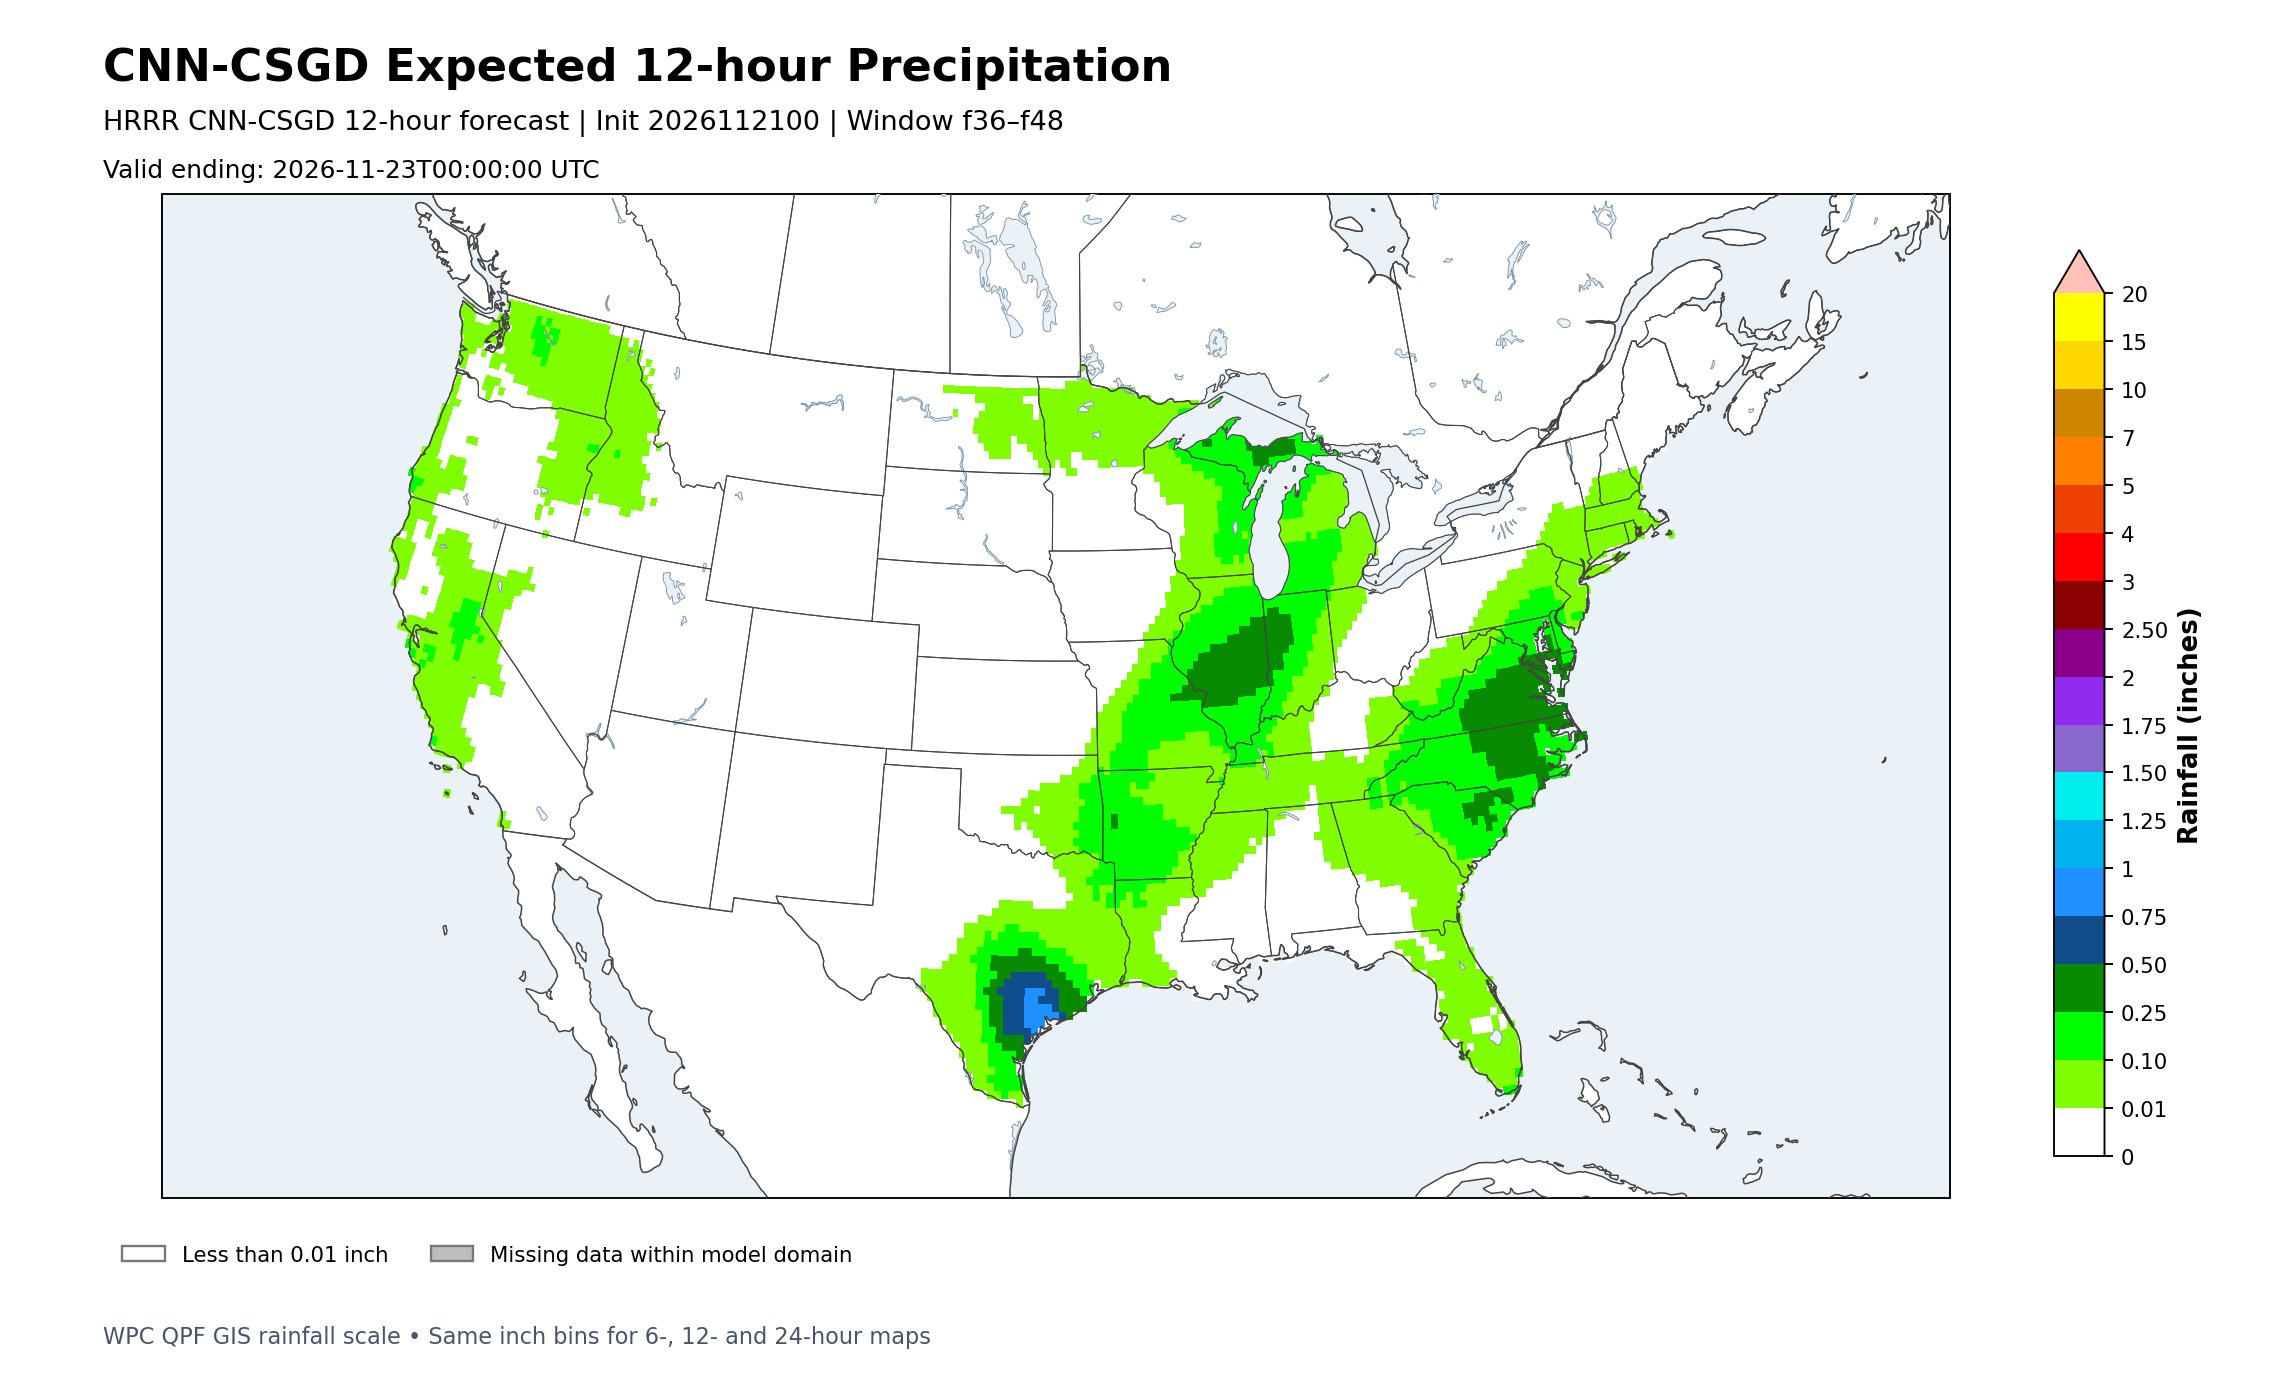 CNN-CSGD Expected 12-hour Precipitation
HRRR CNN-CSGD 12-hour forecast | Init 2026112100 | Window f36–f48
Valid ending: 2026-11-23T00:00:00 UTC
20
15
10
7
5
4
3
2.50
2
1.75
1.50
1.25
1
0.75
0.50
0.25
0.10
0.01
0
Rainfall (inches)
Less than 0.01 inch
Missing data within model domain
WPC QPF GIS rainfall scale • Same inch bins for 6-, 12- and 24-hour maps